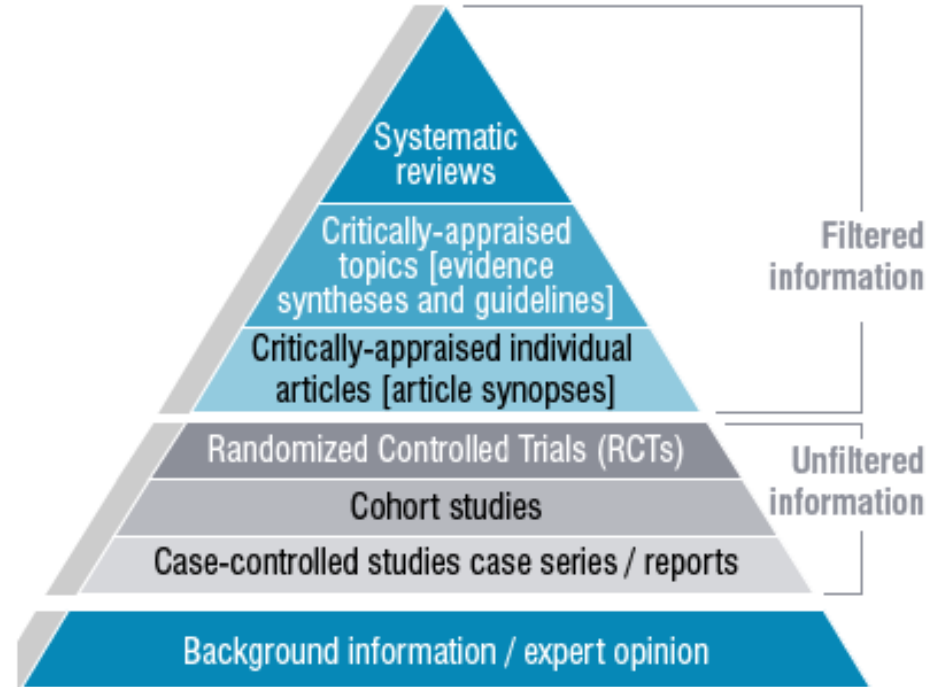 Systematic
reviews
Critically-appraised
topics [evidence
syntheses and guidelines]
Filtered
information
Critically-appraised individual
articles [article synopses]
Randomized Controlled Trials (RCTs)
Unfiltered
information
Cohort studies
Case-controlled studies case series / reports
Background information / expert opinion